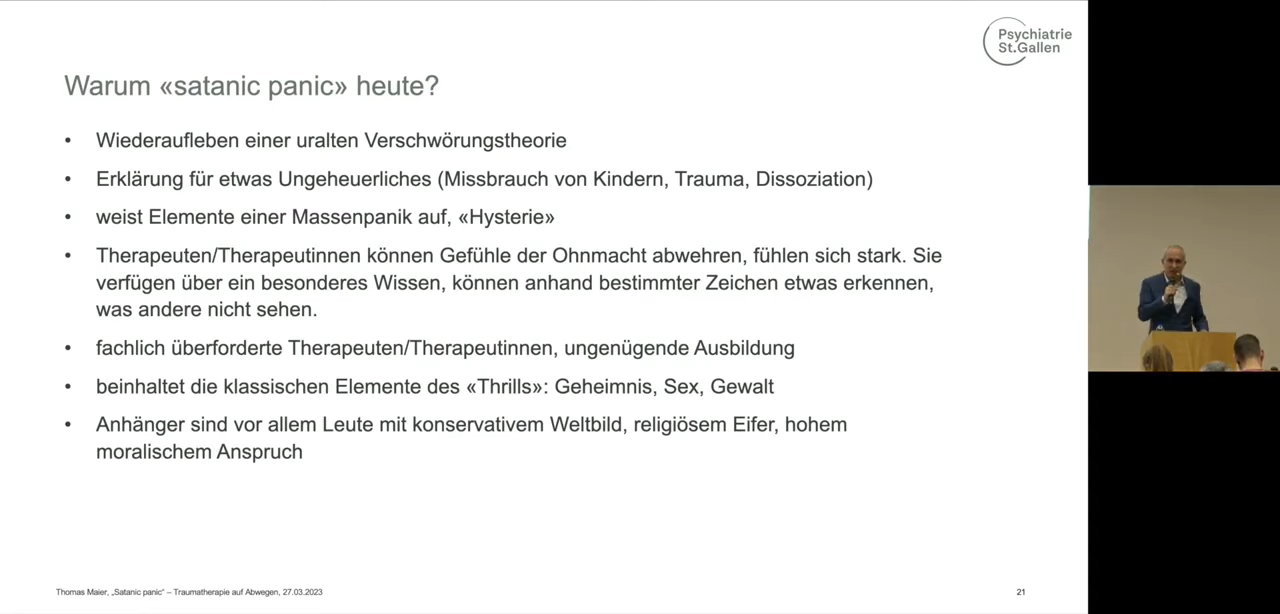 Psychiatrie
St.Gallen
Warum «satanic panic» heute?
• Wiederaufleben einer uralten Verschwörungstheorie
• Erklärung für etwas Ungeheuerliches (Missbrauch von Kindern, Trauma, Dissoziation)
• weist Elemente einer Massenpanik auf, «Hysterie»
• Therapeuten/Therapeutinnen können Gefühle der Ohnmacht abwehren, fühlen sich stark. Sie
verfügen über ein besonderes Wissen, können anhand bestimmter Zeichen etwas erkennen,
was andere nicht sehen.
• fachlich überforderte Therapeuten/Therapeutinnen, ungenügende Ausbildung
• beinhaltet die klassischen Elemente des «Thrills»: Geheimnis, Sex, Gewalt
• Anhänger sind vor allem Leute mit konservativem Weltbild, religiösem Eifer, hohem
moralischem Anspruch
Thomas Maier, „Satanic panic“ – Traumatherapie auf Abwegen, 27.03.2023
21